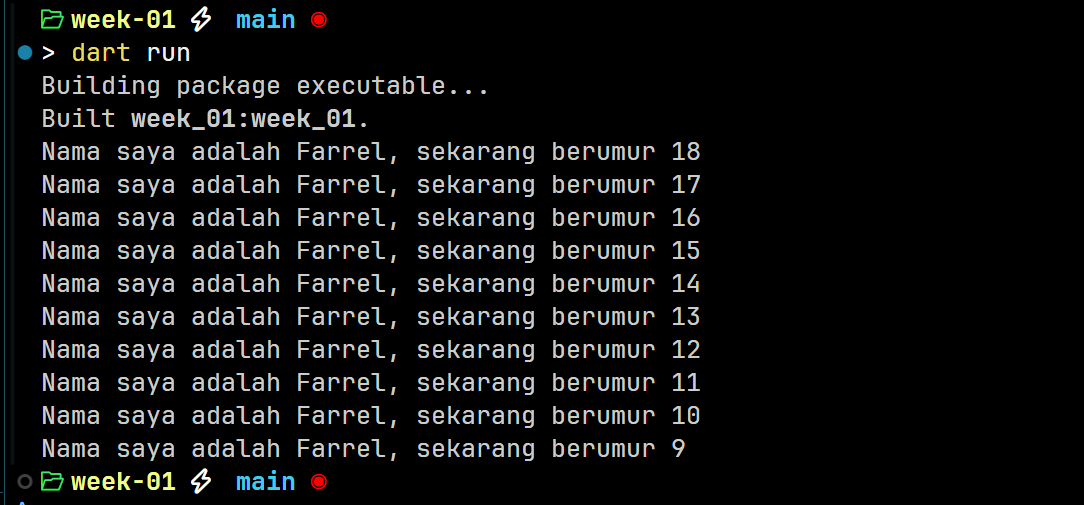 week-01 main
> dart run
Building package executable...
Built week_01:week_01.
Nama saya adalah Farrel, sekarang berumur 18
Nama saya adalah Farrel, sekarang berumur 17
Nama saya adalah Farrel, sekarang berumur 16
Nama saya adalah Farrel, sekarang berumur 15
Nama saya adalah Farrel, sekarang berumur 14
Nama saya adalah Farrel, sekarang berumur 13
Nama saya adalah Farrel, sekarang berumur 12
Nama saya adalah Farrel, sekarang berumur 11
Nama saya adalah Farrel, sekarang berumur 10
Nama saya adalah Farrel, sekarang berumur 9
week-01 main